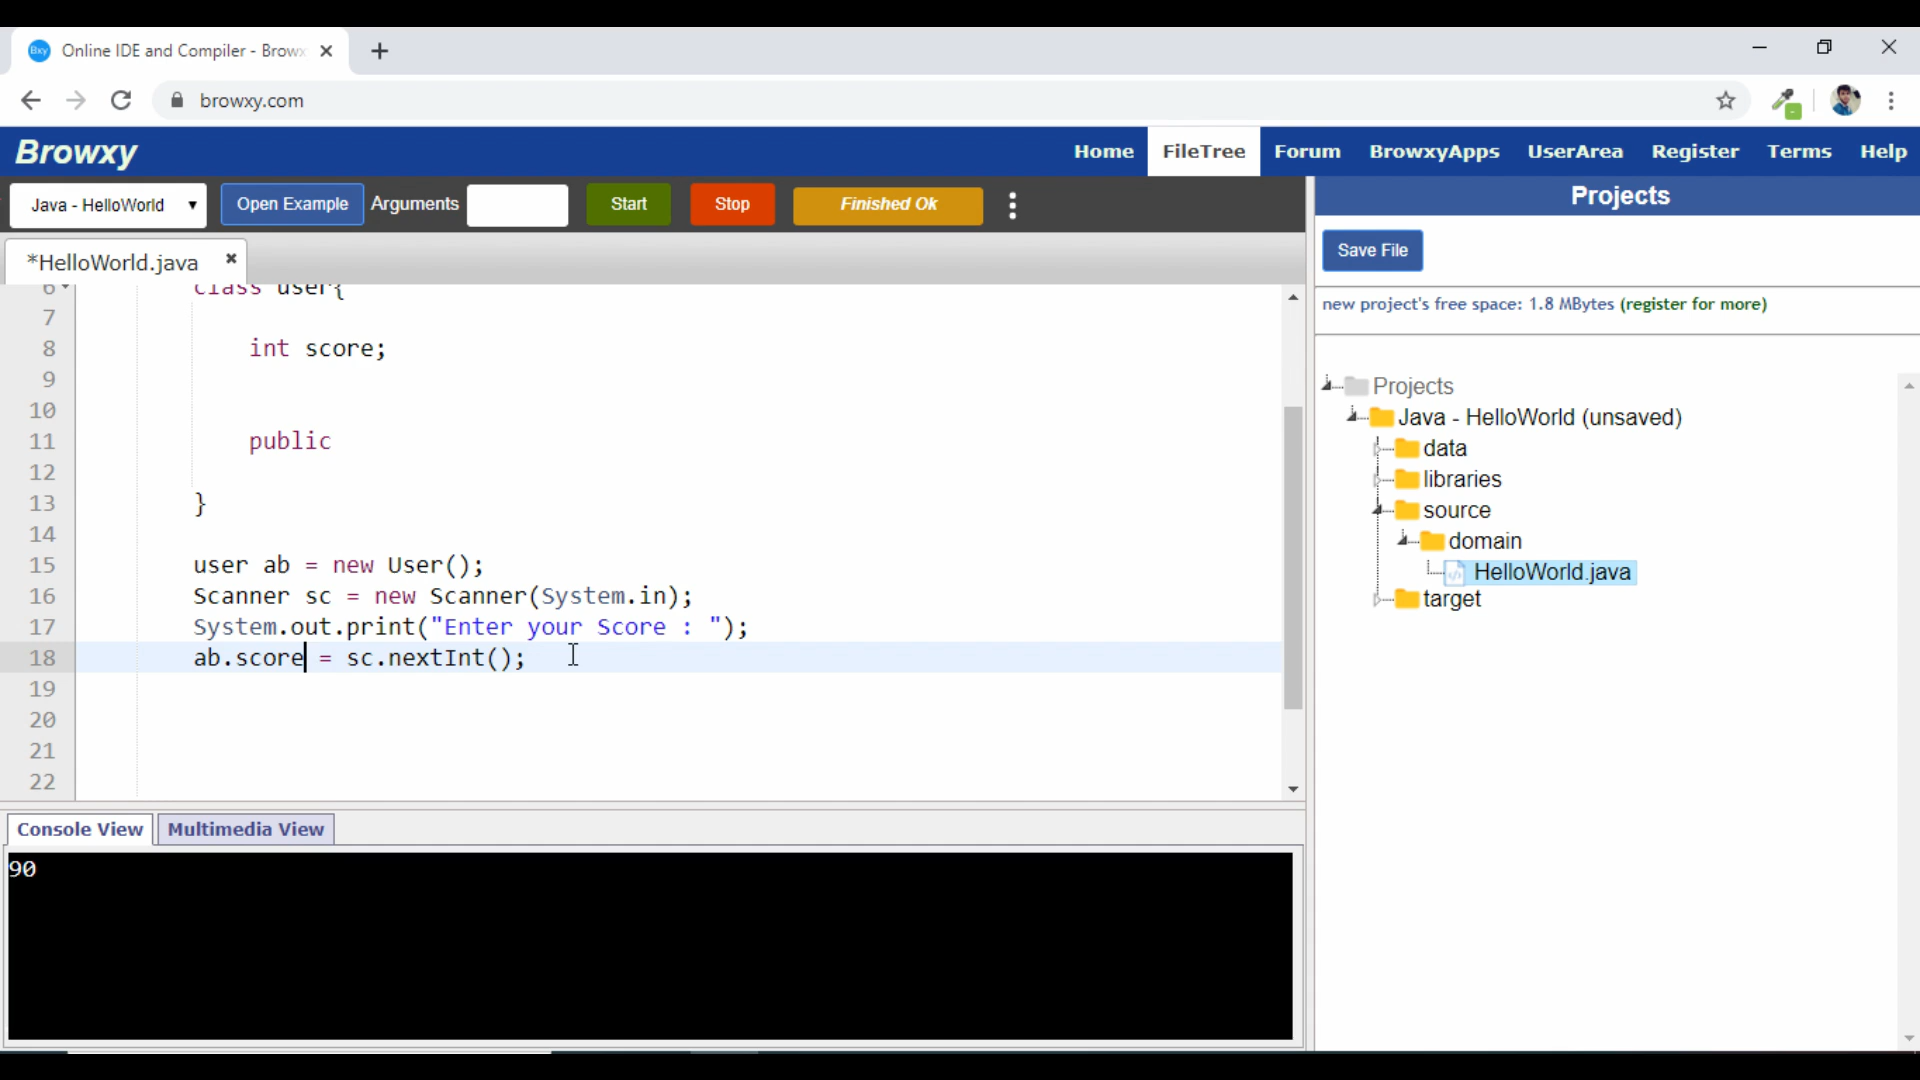 Bxy Online IDE and Compiler - Brow
browxy.com
Browxy
Home FileTree Forum BrowxyApps UserArea Register Terms Help
Java - HelloWorld Open Example Arguments Start Stop Finished Ok
Projects
Save File
*HelloWorld.java
new project's free space: 1.8 MBytes (register for more)
6 class user{
7
8 int score;
9
10
11 public
12
13 }
14
15 user ab = new User();
16 Scanner sc = new Scanner(System.in);
17 System.out.print("Enter your Score : ");
18 ab.score = sc.nextInt();
19
20
21
22
Projects
Java - HelloWorld (unsaved)
data
libraries
source
domain
HelloWorld.java
target
Console View Multimedia View
90